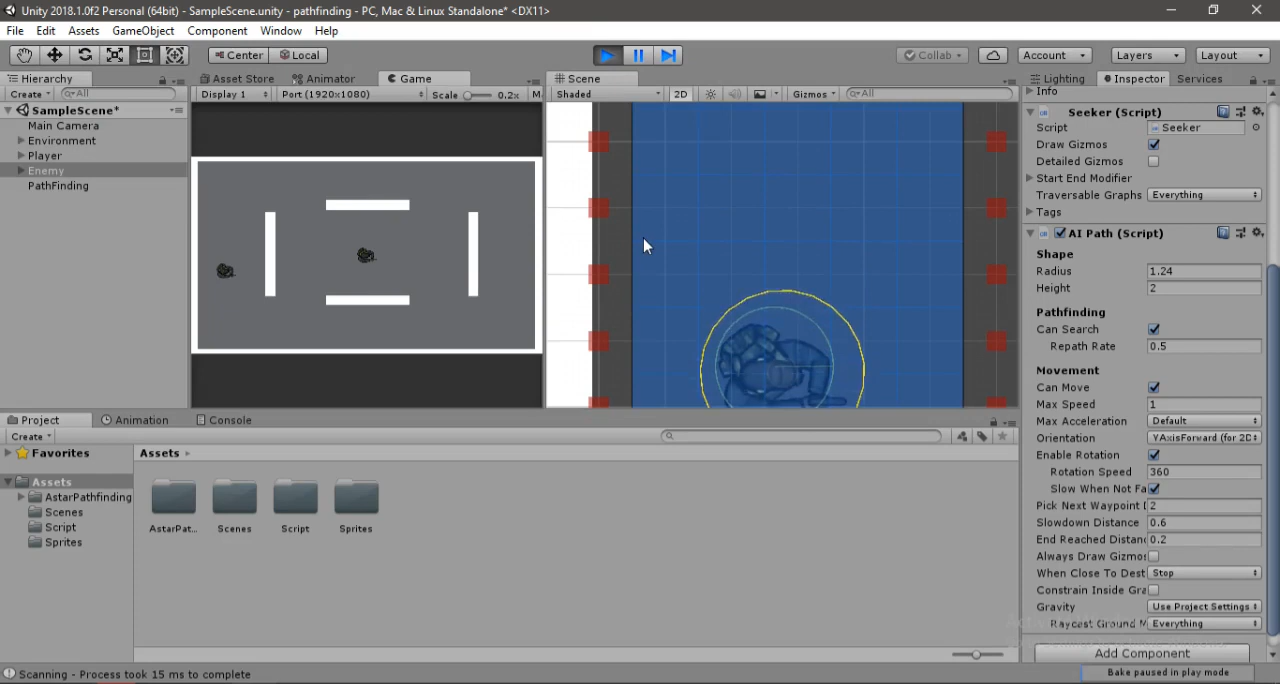 Unity 2018.1.0f2 Personal (64bit) - SampleScene.unity - pathfinding - PC, Mac & Linux Standalone* <DX11>
File Edit Assets GameObject Component Window Help
Center Local Collab Account Layers Layout
Hierarchy Asset Store Animator Game Scene Lighting Inspector Services
Create All Display 1 Port (1920x1080) Scale 0.2x M Shaded 2D Gizmos All
SampleScene*
Main Camera
Environment
Player
Enemy
PathFinding
Info
Seeker (Script)
Script Seeker
Draw Gizmos
Detailed Gizmos
Start End Modifier
Traversable Graphs Everything
Tags
AI Path (Script)
Shape
Radius 1.24
Height 2
Pathfinding
Can Search
Repath Rate 0.5
Movement
Can Move
Max Speed 1
Max Acceleration Default
Orientation YAxisForward (for 2D
Enable Rotation
Rotation Speed 360
Slow When Not Fa
Pick Next Waypoint D 2
Slowdown Distance 0.6
End Reached Distanc 0.2
Always Draw Gizmo
When Close To Dest Stop
Constrain Inside Gra
Gravity Use Project Settings
Raycast Ground M Everything
Add Component
Bake paused in play mode
Project Animation Console
Create
Favorites
Assets
AstarPathfinding
Scenes
Script
Sprites
Assets
AstarPat... Scenes Script Sprites
Scanning - Process took 15 ms to complete